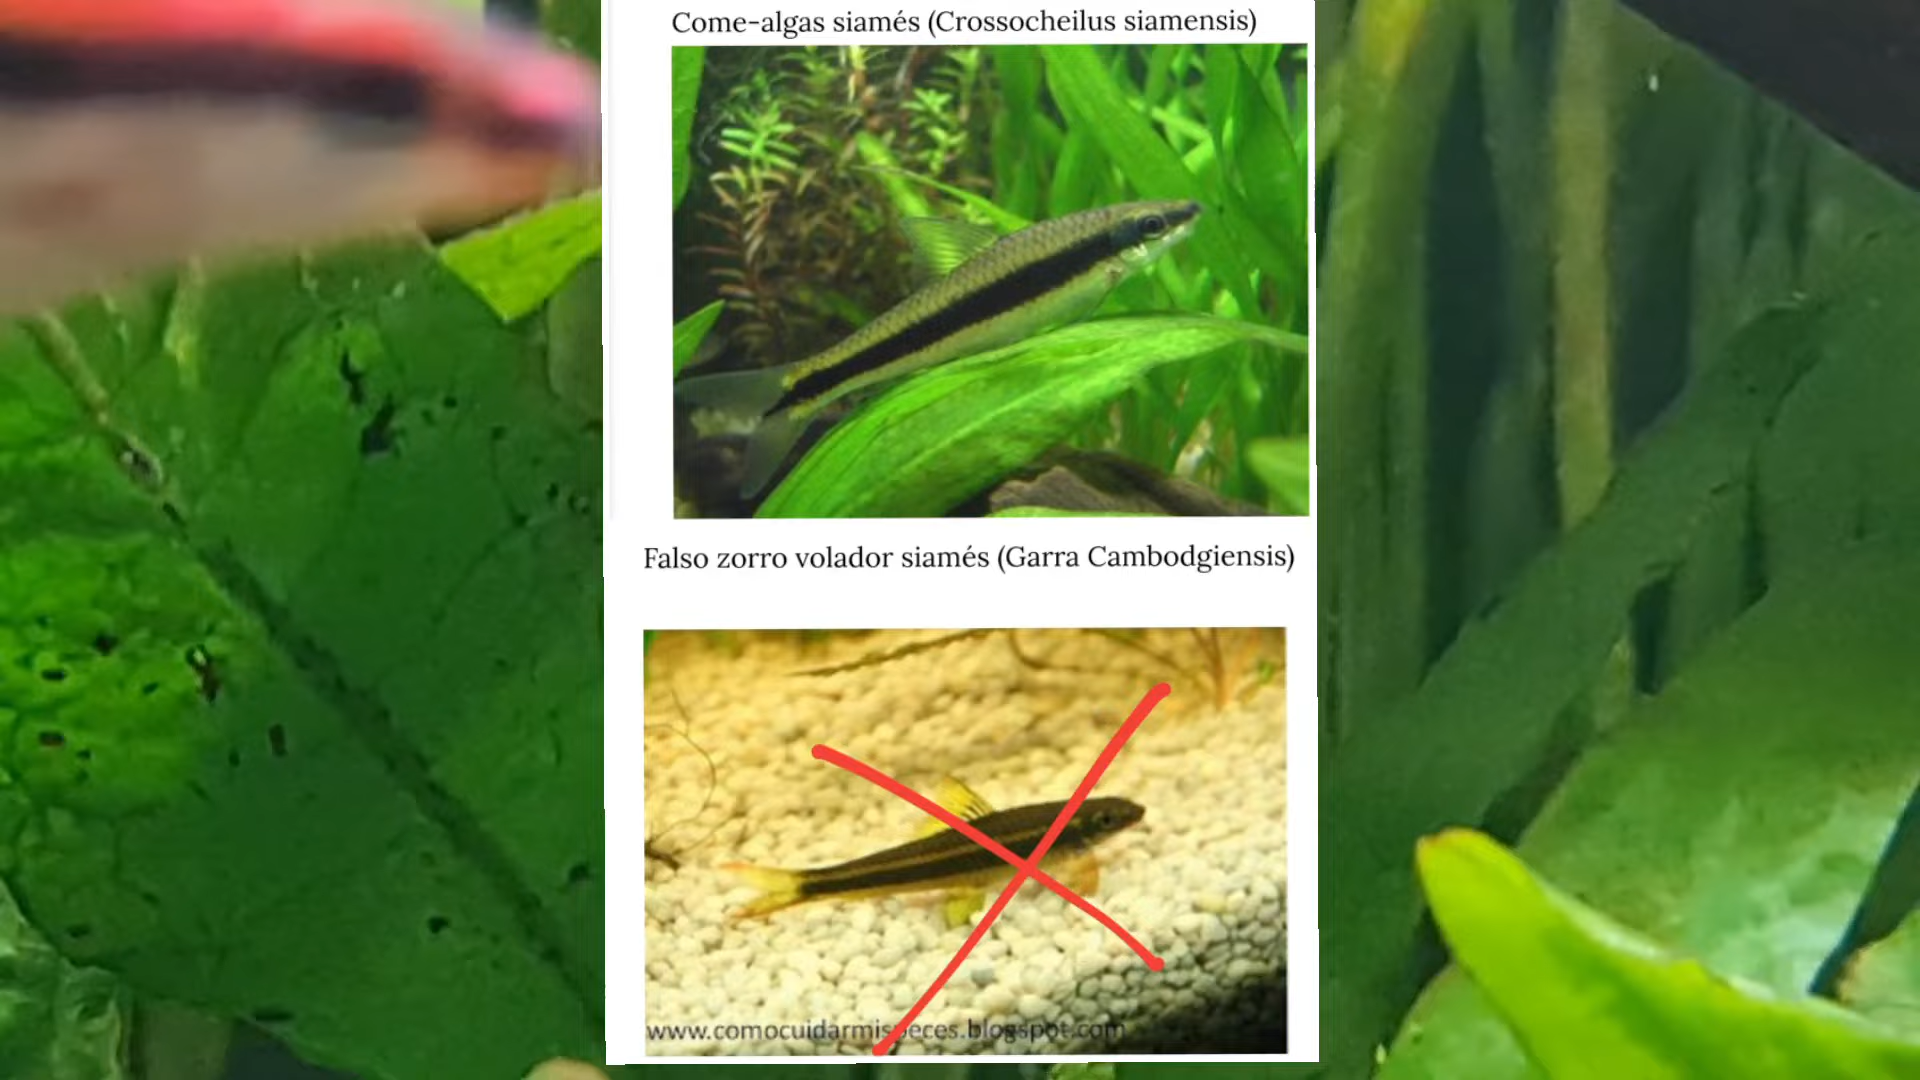 Come-algas siamés (Crossocheilus siamensis)
Falso zorro volador siamés (Garra Cambodgiensis)
www.comocuidarmispeces.blogspot.com